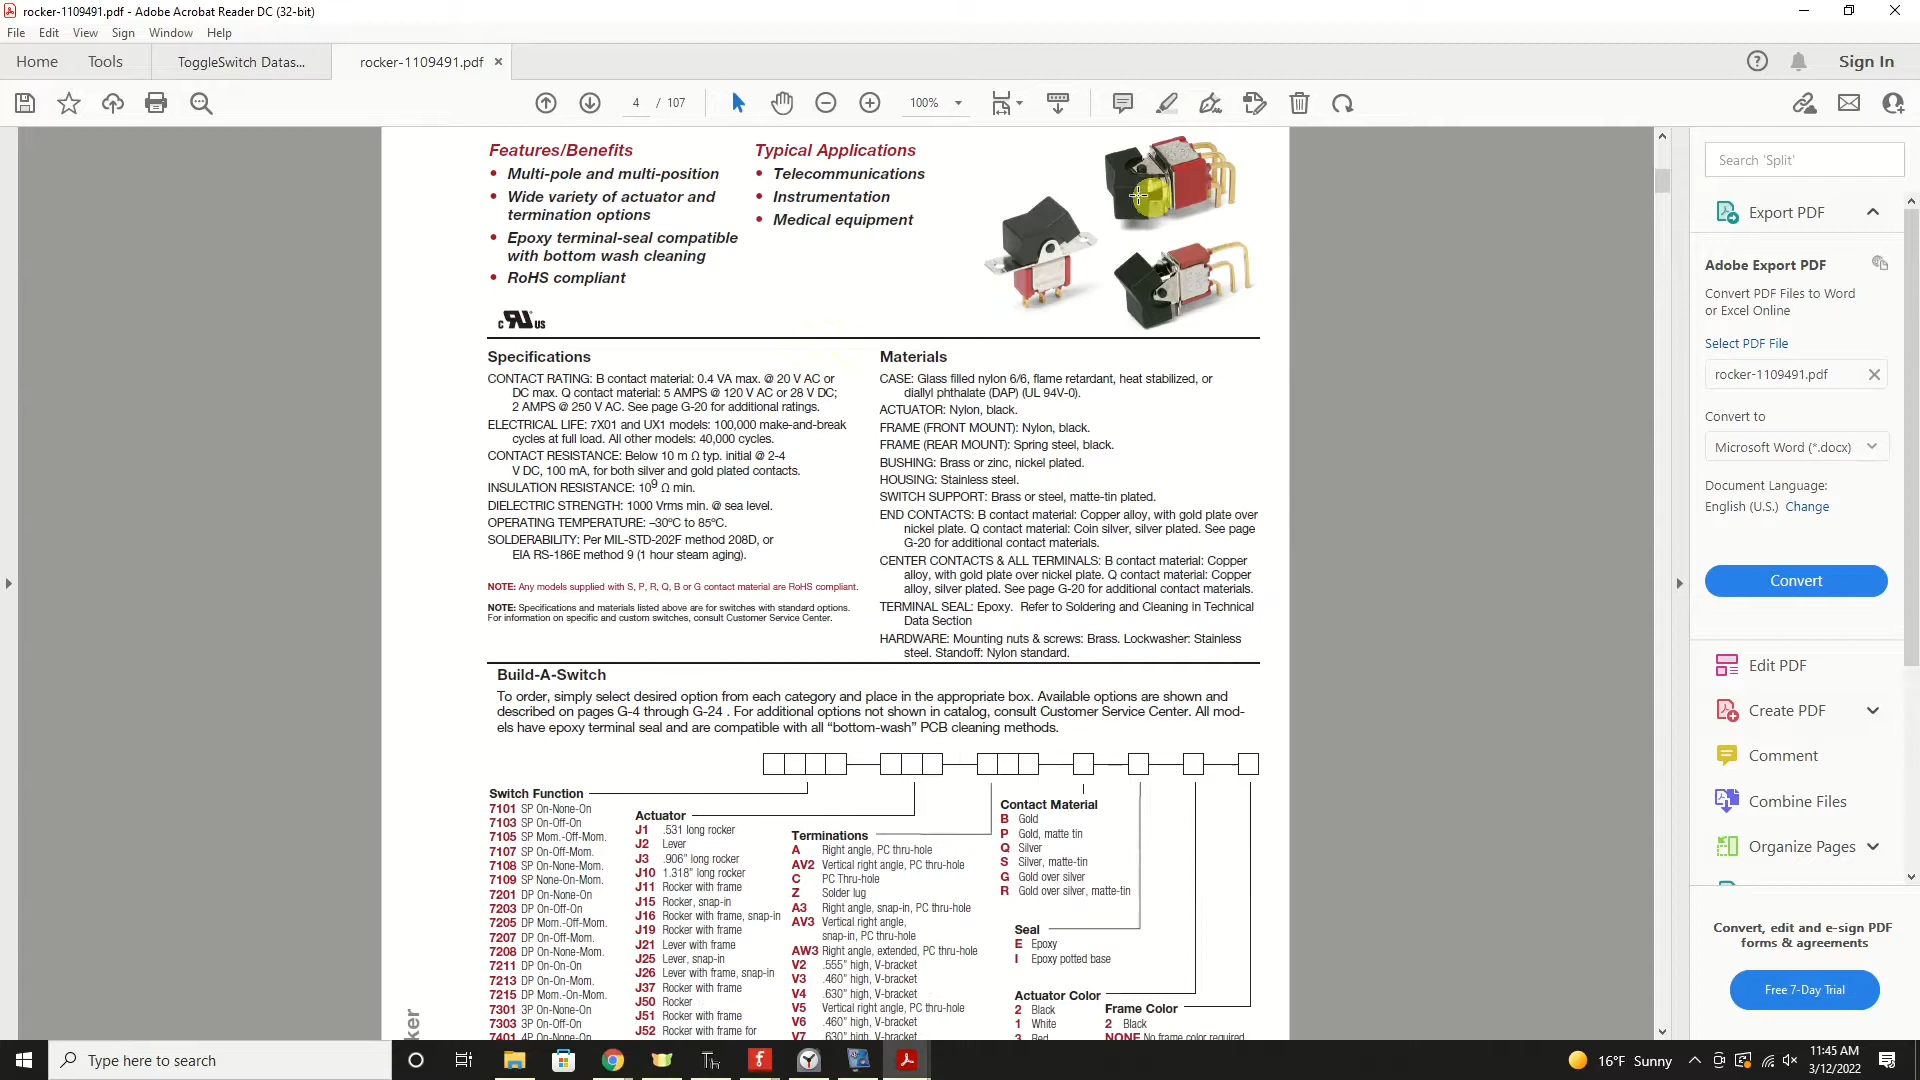 rocker-1109491.pdf - Adobe Acrobat Reader DC (32-bit)
File Edit View Sign Window Help
Home Tools ToggleSwitch Datas... rocker-1109491.pdf × Sign In
4 / 107 100%
Features/Benefits
• Multi-pole and multi-position
• Wide variety of actuator and
termination options
• Epoxy terminal-seal compatible
with bottom wash cleaning
• RoHS compliant
Typical Applications
• Telecommunications
• Instrumentation
• Medical equipment
c RU US
Specifications
CONTACT RATING: B contact material: 0.4 VA max. @ 20 V AC or
DC max. Q contact material: 5 AMPS @ 120 V AC or 28 V DC;
2 AMPS @ 250 V AC. See page G-20 for additional ratings.
ELECTRICAL LIFE: 7X01 and UX1 models: 100,000 make-and-break
cycles at full load. All other models: 40,000 cycles.
CONTACT RESISTANCE: Below 10 m Ω typ. initial @ 2-4
V DC, 100 mA, for both silver and gold plated contacts.
INSULATION RESISTANCE: 10⁹ Ω min.
DIELECTRIC STRENGTH: 1000 Vrms min. @ sea level.
OPERATING TEMPERATURE: –30ºC to 85ºC.
SOLDERABILITY: Per MIL-STD-202F method 208D, or
EIA RS-186E method 9 (1 hour steam aging).
NOTE: Any models supplied with S, P, R, Q, B or G contact material are RoHS compliant.
NOTE: Specifications and materials listed above are for switches with standard options.
For information on specific and custom switches, consult Customer Service Center.
Materials
CASE: Glass filled nylon 6/6, flame retardant, heat stabilized, or
diallyl phthalate (DAP) (UL 94V-0).
ACTUATOR: Nylon, black.
FRAME (FRONT MOUNT): Nylon, black.
FRAME (REAR MOUNT): Spring steel, black.
BUSHING: Brass or zinc, nickel plated.
HOUSING: Stainless steel.
SWITCH SUPPORT: Brass or steel, matte-tin plated.
END CONTACTS: B contact material: Copper alloy, with gold plate over
nickel plate. Q contact material: Coin silver, silver plated. See page
G-20 for additional contact materials.
CENTER CONTACTS & ALL TERMINALS: B contact material: Copper
alloy, with gold plate over nickel plate. Q contact material: Copper
alloy, silver plated. See page G-20 for additional contact materials.
TERMINAL SEAL: Epoxy. Refer to Soldering and Cleaning in Technical
Data Section
HARDWARE: Mounting nuts & screws: Brass. Lockwasher: Stainless
steel. Standoff: Nylon standard.
Build-A-Switch
To order, simply select desired option from each category and place in the appropriate box. Available options are shown and
described on pages G-4 through G-24 . For additional options not shown in catalog, consult Customer Service Center. All mod-
els have epoxy terminal seal and are compatible with all “bottom-wash” PCB cleaning methods.
Switch Function
7101 SP On-None-On
7103 SP On-Off-On
7105 SP Mom.-Off-Mom.
7107 SP On-Off-Mom.
7108 SP On-None-Mom.
7109 SP None-On-Mom.
7201 DP On-None-On
7203 DP On-Off-On
7205 DP Mom.-Off-Mom.
7207 DP On-Off-Mom.
7208 DP On-None-Mom.
7211 DP On-On-On
7213 DP On-On-Mom.
7215 DP Mom.-On-Mom.
7301 3P On-None-On
7303 3P On-Off-On
7401 4P On-None-On
Actuator
J1 .531 long rocker
J2 Lever
J3 .906” long rocker
J10 1.318” long rocker
J11 Rocker with frame
J15 Rocker, snap-in
J16 Rocker with frame, snap-in
J19 Rocker with frame
J21 Lever with frame
J25 Lever, snap-in
J26 Lever with frame, snap-in
J37 Rocker with frame
J50 Rocker
J51 Rocker with frame
J52 Rocker with frame for
Terminations
A Right angle, PC thru-hole
AV2 Vertical right angle, PC thru-hole
C PC Thru-hole
Z Solder lug
A3 Right angle, snap-in, PC thru-hole
AV3 Vertical right angle,
snap-in, PC thru-hole
AW3 Right angle, extended, PC thru-hole
V2 .555” high, V-bracket
V3 .460” high, V-bracket
V4 .630” high, V-bracket
V5 Vertical right angle, PC thru-hole
V6 .460” high, V-bracket
V7 .630” high, V-bracket
Contact Material
B Gold
P Gold, matte tin
Q Silver
S Silver, matte-tin
G Gold over silver
R Gold over silver, matte-tin
Seal
E Epoxy
I Epoxy potted base
Actuator Color
2 Black
1 White
3 Red
Frame Color
2 Black
NONE No frame color required
ker
Search 'Split'
Export PDF
Adobe Export PDF
Convert PDF Files to Word
or Excel Online
Select PDF File
rocker-1109491.pdf
Convert to
Microsoft Word (*.docx)
Document Language:
English (U.S.) Change
Convert
Edit PDF
Create PDF
Comment
Combine Files
Organize Pages
Convert, edit and e-sign PDF
forms & agreements
Free 7-Day Trial
Type here to search
16°F Sunny
11:45 AM
3/12/2022